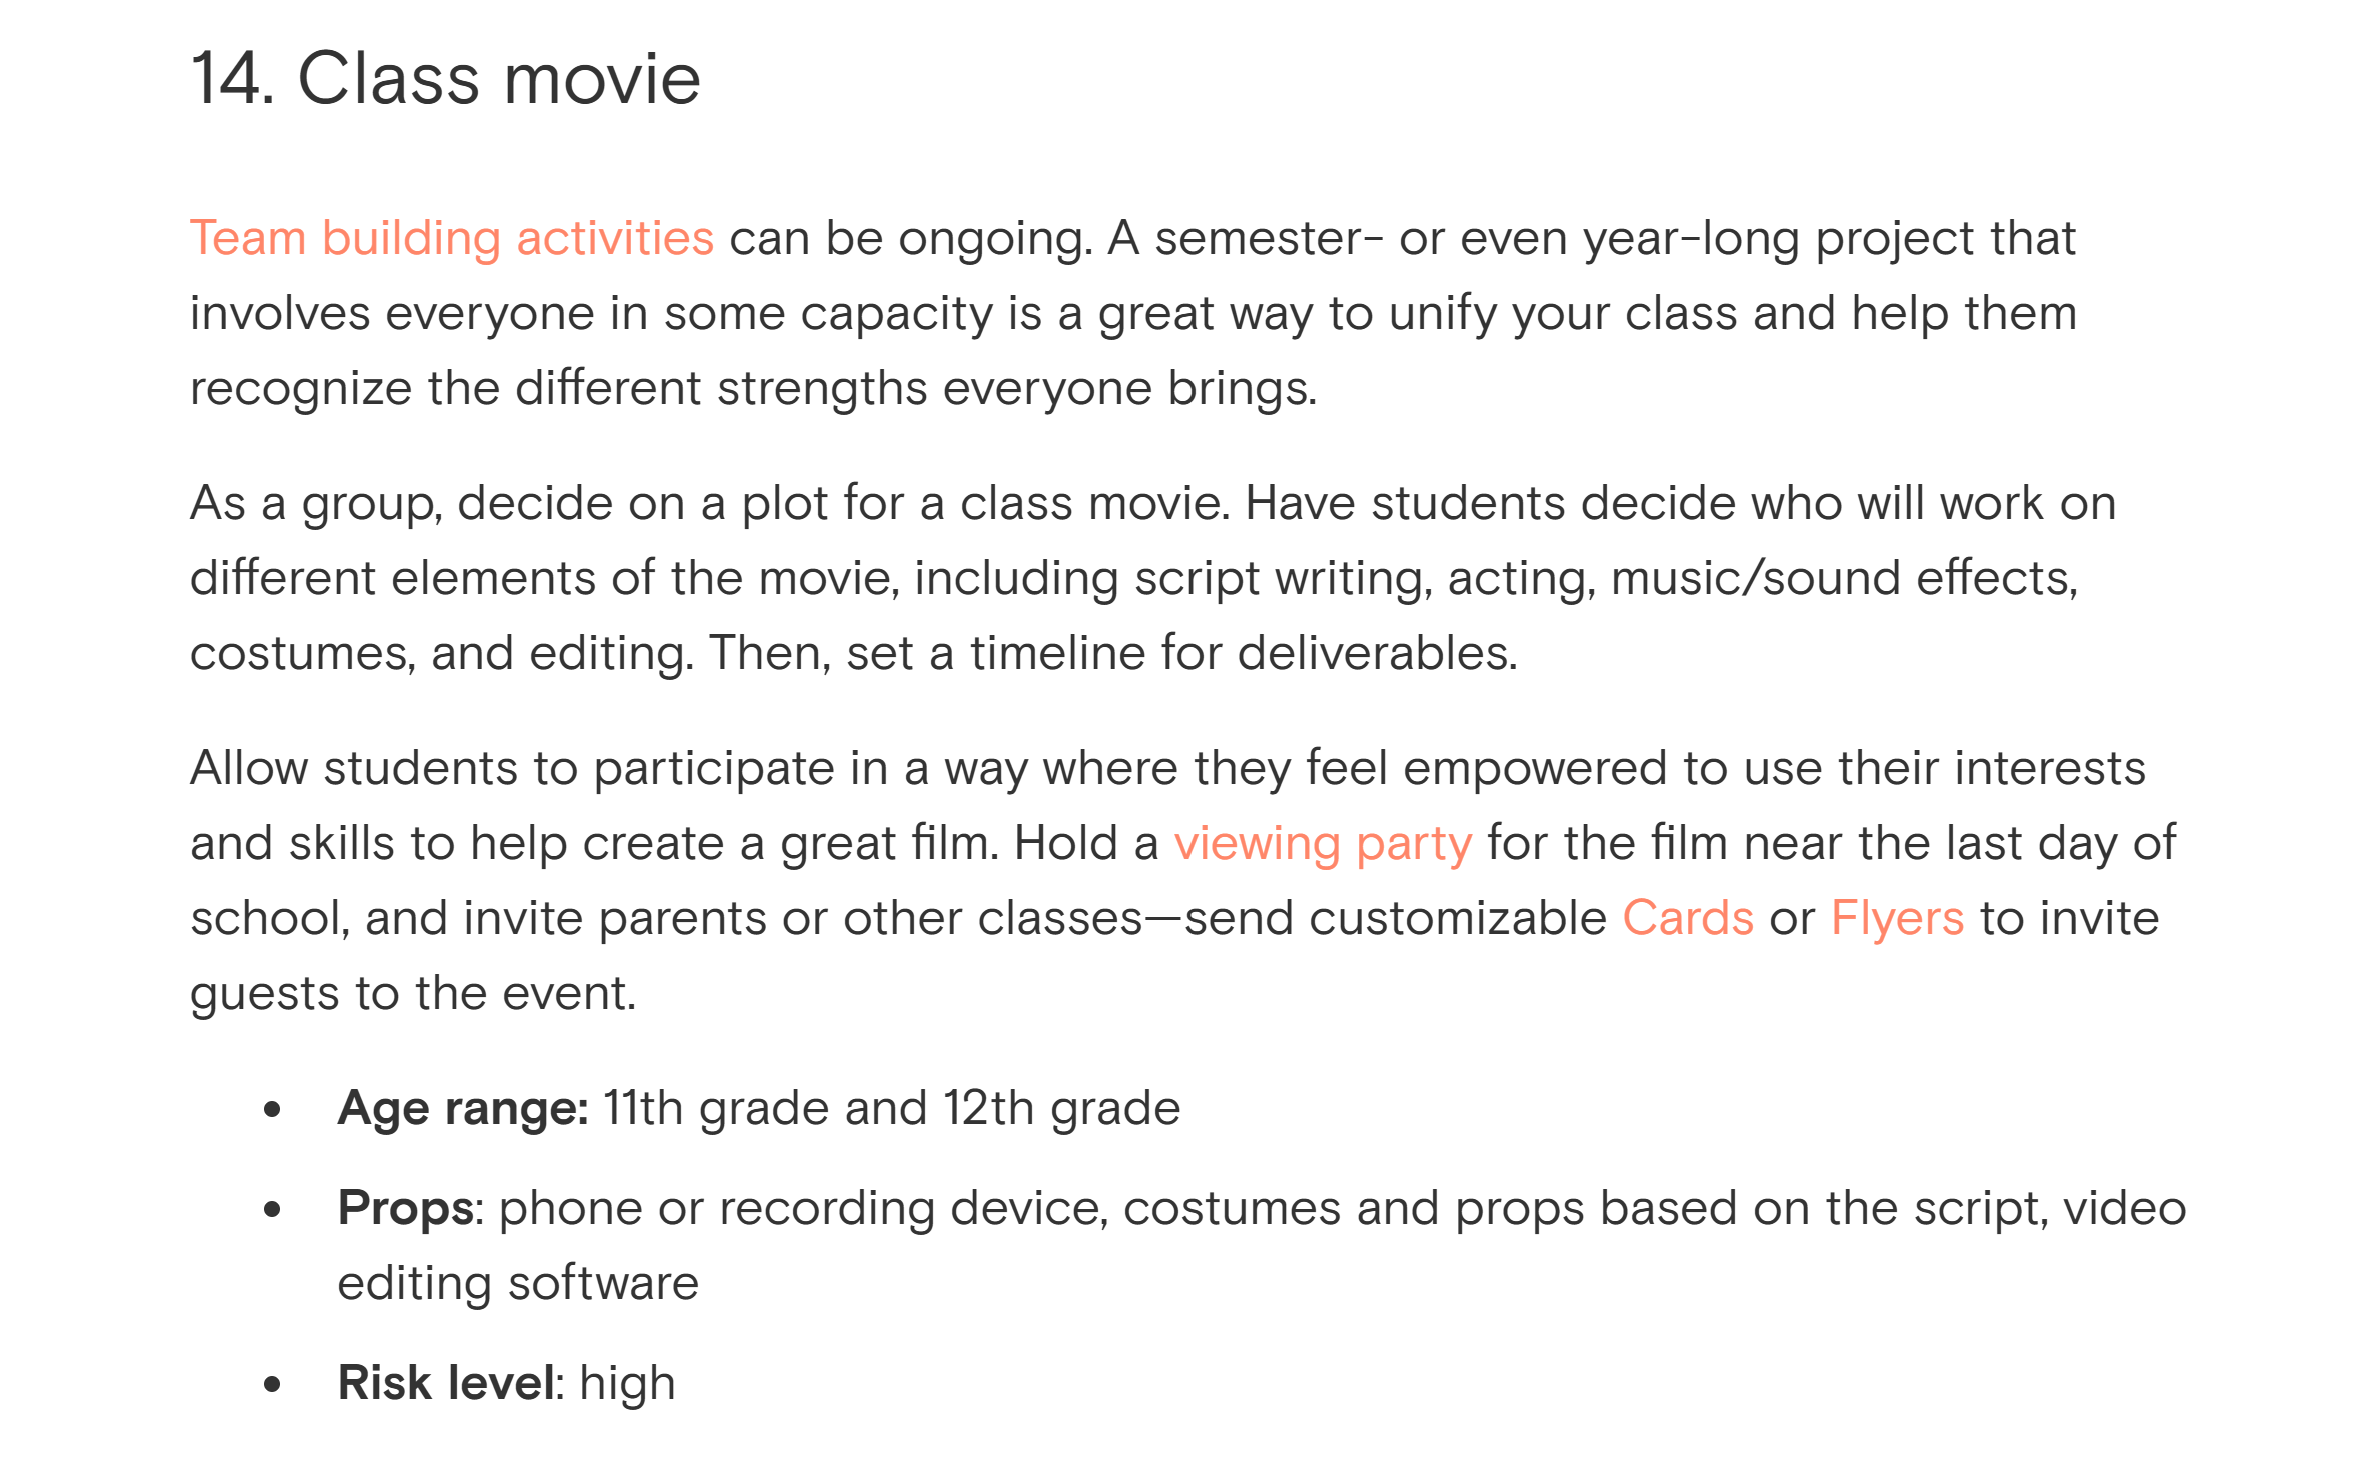 14. Class movie
Team building activities can be ongoing. A semester- or even year-long project that
involves everyone in some capacity is a great way to unify your class and help them
recognize the different strengths everyone brings.
As a group, decide on a plot for a class movie. Have students decide who will work on
different elements of the movie, including script writing, acting, music/sound effects,
costumes, and editing. Then, set a timeline for deliverables.
Allow students to participate in a way where they feel empowered to use their interests
and skills to help create a great film. Hold a viewing party for the film near the last day of
school, and invite parents or other classes—send customizable Cards or Flyers to invite
guests to the event.
• Age range: 11th grade and 12th grade
• Props: phone or recording device, costumes and props based on the script, video
editing software
• Risk level: high